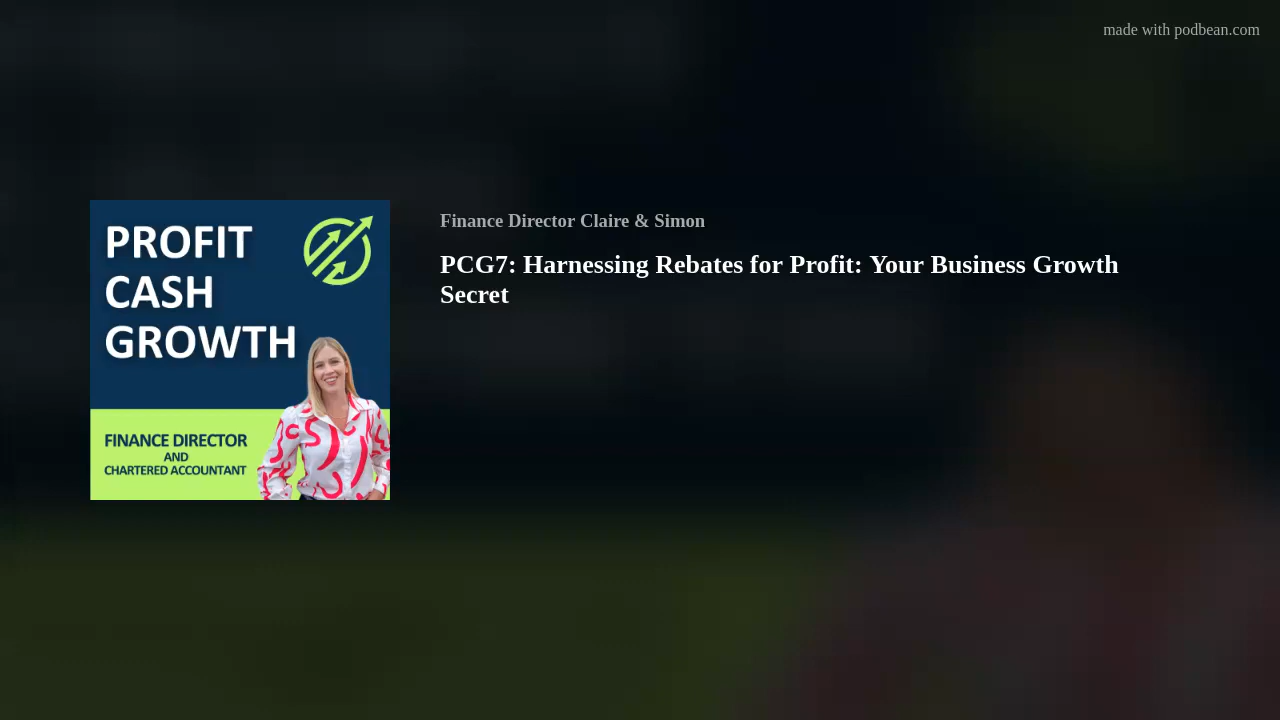 made with podbean.com
PROFIT
CASH
GROWTH
FINANCE DIRECTOR
AND
CHARTERED ACCOUNTANT
Finance Director Claire & Simon
PCG7: Harnessing Rebates for Profit: Your Business Growth
Secret